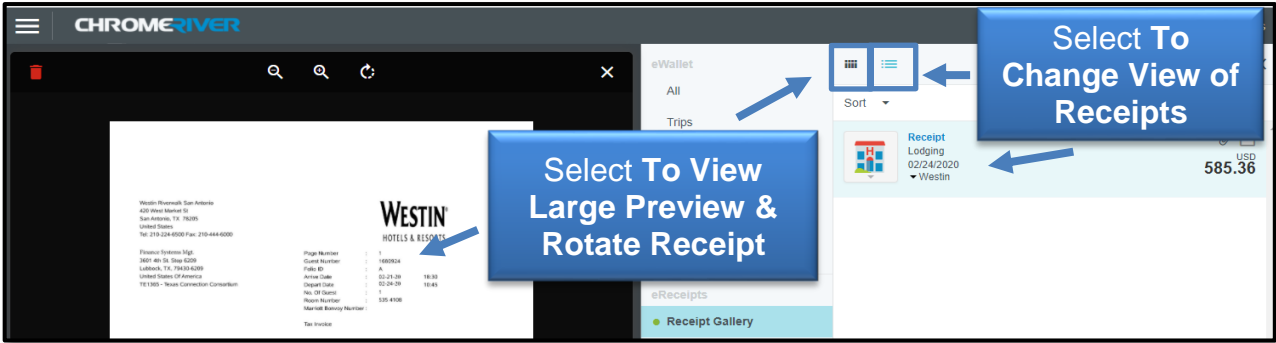 CHROMERIVER
eWallet
All
Trips
Sort
Select To
Change View of
Receipts
Receipt
Lodging
02/24/2020
Westin
USD
585.36
Select To View
Large Preview &
Rotate Receipt
WESTIN
HOTELS & RESORTS
Westin Riverwalk San Antonio
420 West Market St
San Antonio, TX 78205
United States
Tel: 210-224-6500 Fax: 210-444-6000
Finance Systems Mgt.
3601 4th St. Stop 6209
Lubbock, TX, 79430-6209
United States Of America
TE1365 - Texas Connection Consortium
Page Number : 1
Guest Number : 1680924
Folio ID : A
Arrive Date : 02-21-20 18:30
Depart Date : 02-24-20 10:45
No. Of Guest : 1
Room Number :
Marriott Bonvoy Number :
Tax Invoice
eReceipts
Receipt Gallery